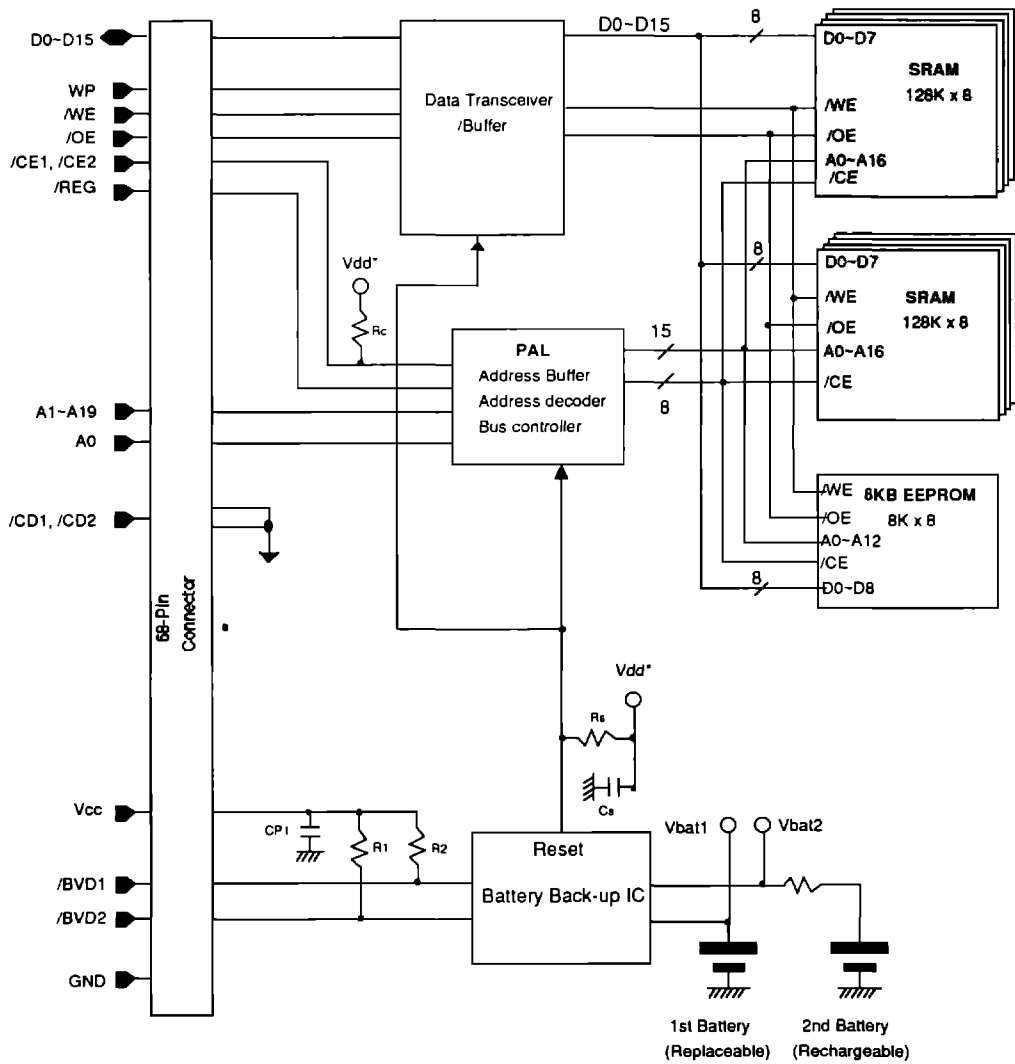 D0~D15
WP
/WE
/OE
/CE1, /CE2
/REG
A1~A19
A0
/CD1, /CD2
Vcc
/BVD1
/BVD2
GND
68-Pin
Connector
Data Transceiver
/Buffer
D0~D15
8
D0~D7
SRAM
128K x 8
/WE
/OE
A0~A16
/CE
8
D0~D7
SRAM
128K x 8
/WE
/OE
A0~A16
/CE
Vdd*
Rc
PAL
Address Buffer
Address decoder
Bus controller
15
8
/WE
8KB EEPROM
8K x 8
/OE
A0~A12
/CE
8
D0~D8
Vdd*
Rs
Cs
CP1
R1
R2
Reset
Battery Back-up IC
Vbat1
Vbat2
1st Battery
(Replaceable)
2nd Battery
(Rechargeable)